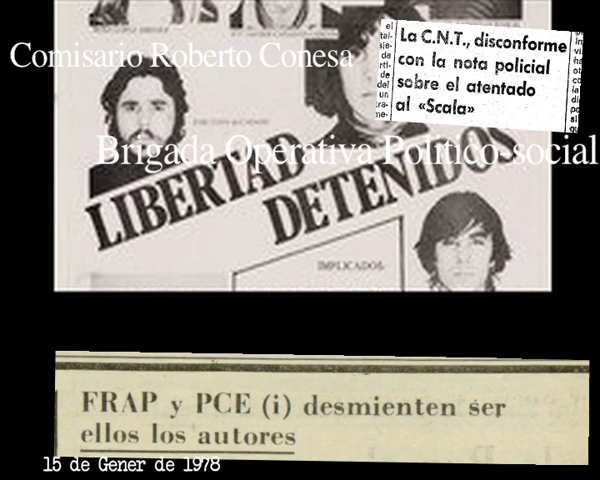 Comisario Roberto Conesa
La C.N.T., disconforme
con la nota policial
sobre el atentado
al «Scala»
Brigada Operativa Politico-social
LIBERTAD
DETENIDOS
IMPLICADOS
FRAP y PCE (i) desmienten ser
ellos los autores
15 de Gener de 1978